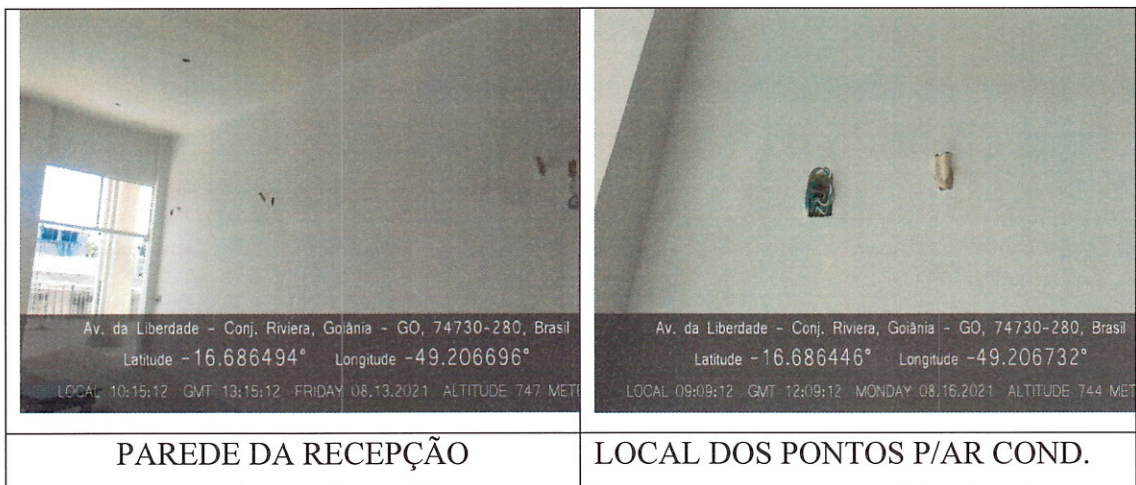 Av. da Liberdade - Conj. Riviera, Goiânia - GO, 74730-280, Brasil
Latitude -16.686494° Longitude -49.206696°
LOCAL 10:15:12 GMT 13:15:12 FRIDAY 08.13.2021 ALTITUDE 747 METE
PAREDE DA RECEPÇÃO
Av. da Liberdade - Conj. Riviera, Goiânia - GO, 74730-280, Brasil
Latitude -16.686446° Longitude -49.206732°
LOCAL 09:09:12 GMT 12:09:12 MONDAY 08.16.2021 ALTITUDE 744 MET
LOCAL DOS PONTOS P/AR COND.